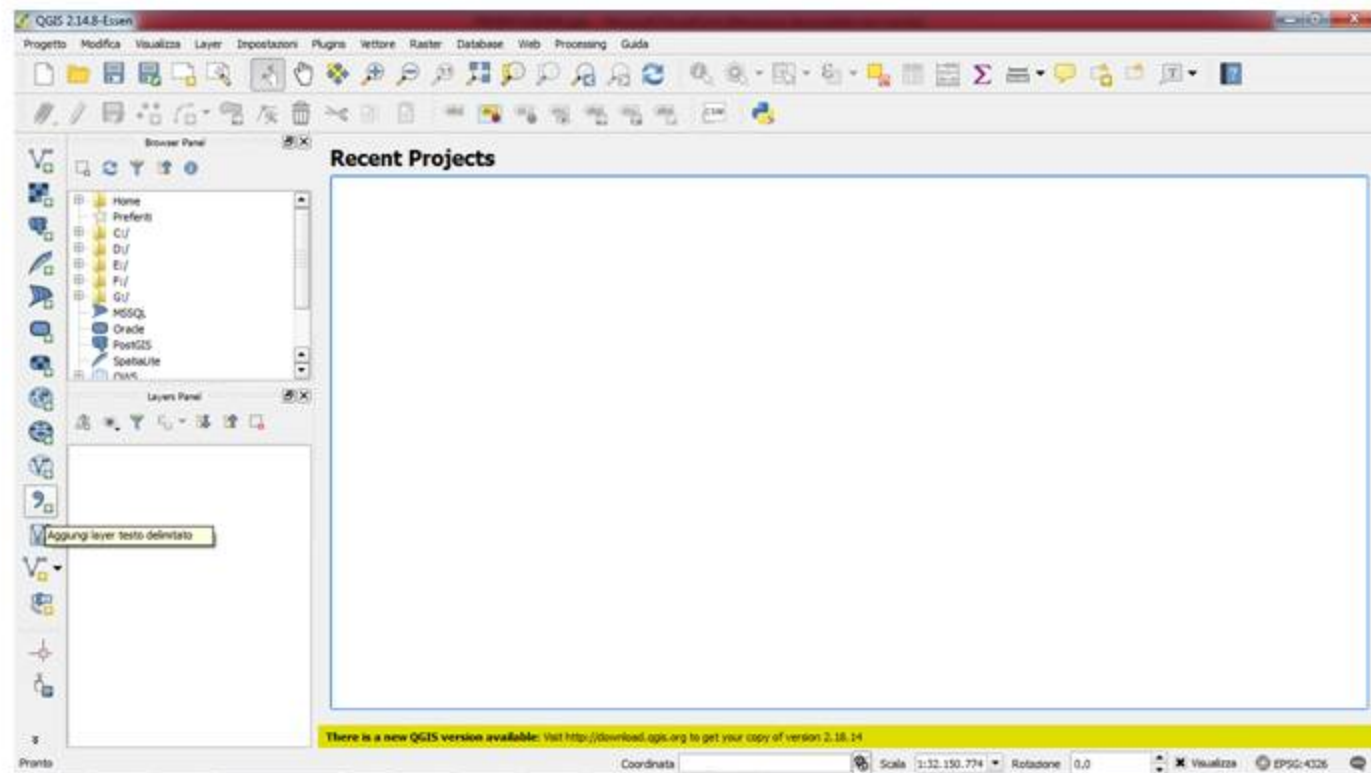 QGIS 2.14.8-Essen
Progetto Modifica Visualizza Layer Impostazioni Plugins Vettore Raster Database Web Processing Guida
CSW
Browser Panel
Recent Projects
Home
Preferiti
C:/
D:/
E:/
F:/
G:/
MSSQL
Oracle
PostGIS
SpatiaLite
OWS
Layers Panel
Aggiungi layer testo delimitato
There is a new QGIS version available: Visit http://download.qgis.org to get your copy of version 2.18.14
Pronto Coordinata Scala 1:32.150.774 Rotazione 0,0 Visualizza EPSG:4326